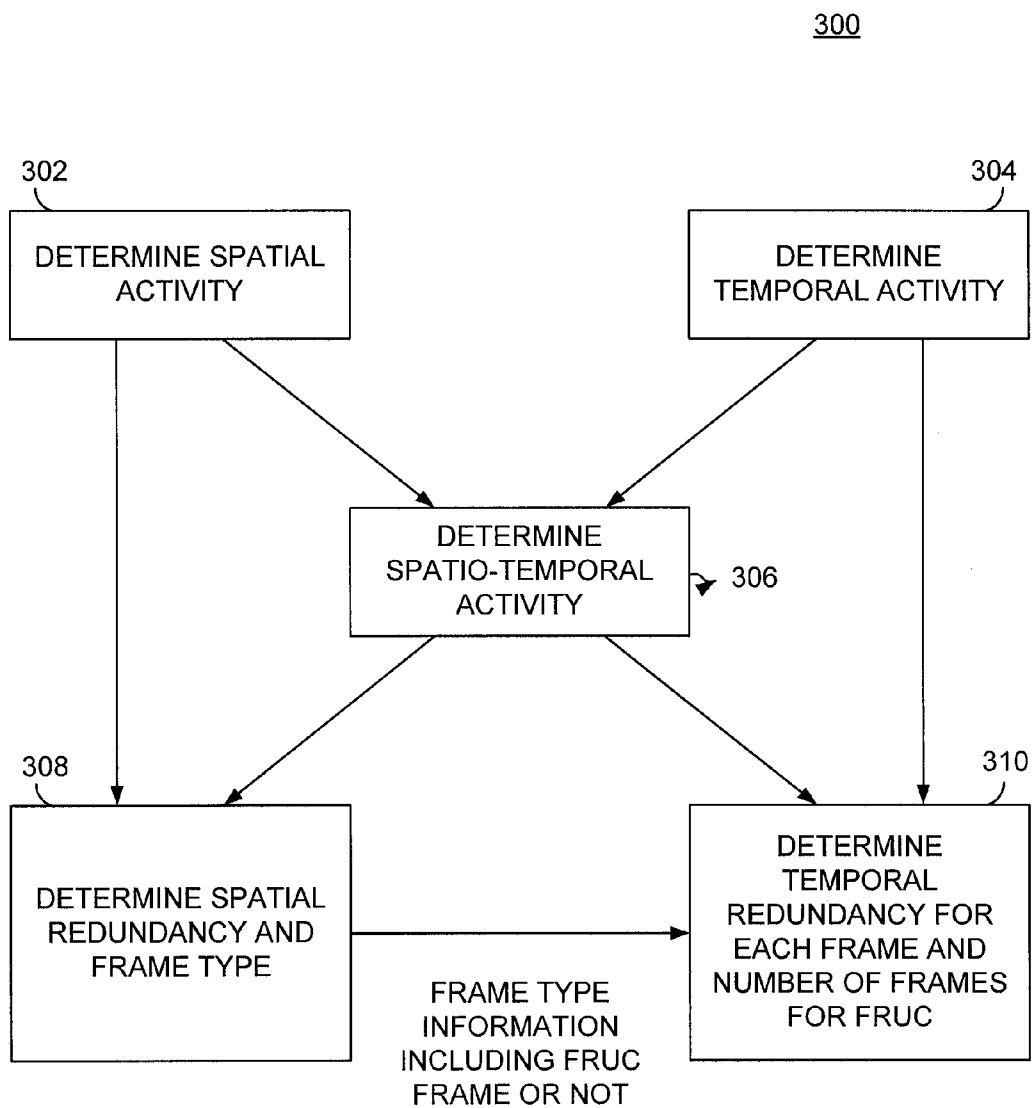 300
302
DETERMINE SPATIAL
ACTIVITY
304
DETERMINE
TEMPORAL ACTIVITY
DETERMINE
SPATIO-TEMPORAL
ACTIVITY
306
308
DETERMINE SPATIAL
REDUNDANCY AND
FRAME TYPE
FRAME TYPE
INFORMATION
INCLUDING FRUC
FRAME OR NOT
310
DETERMINE
TEMPORAL
REDUNDANCY FOR
EACH FRAME AND
NUMBER OF FRAMES
FOR FRUC